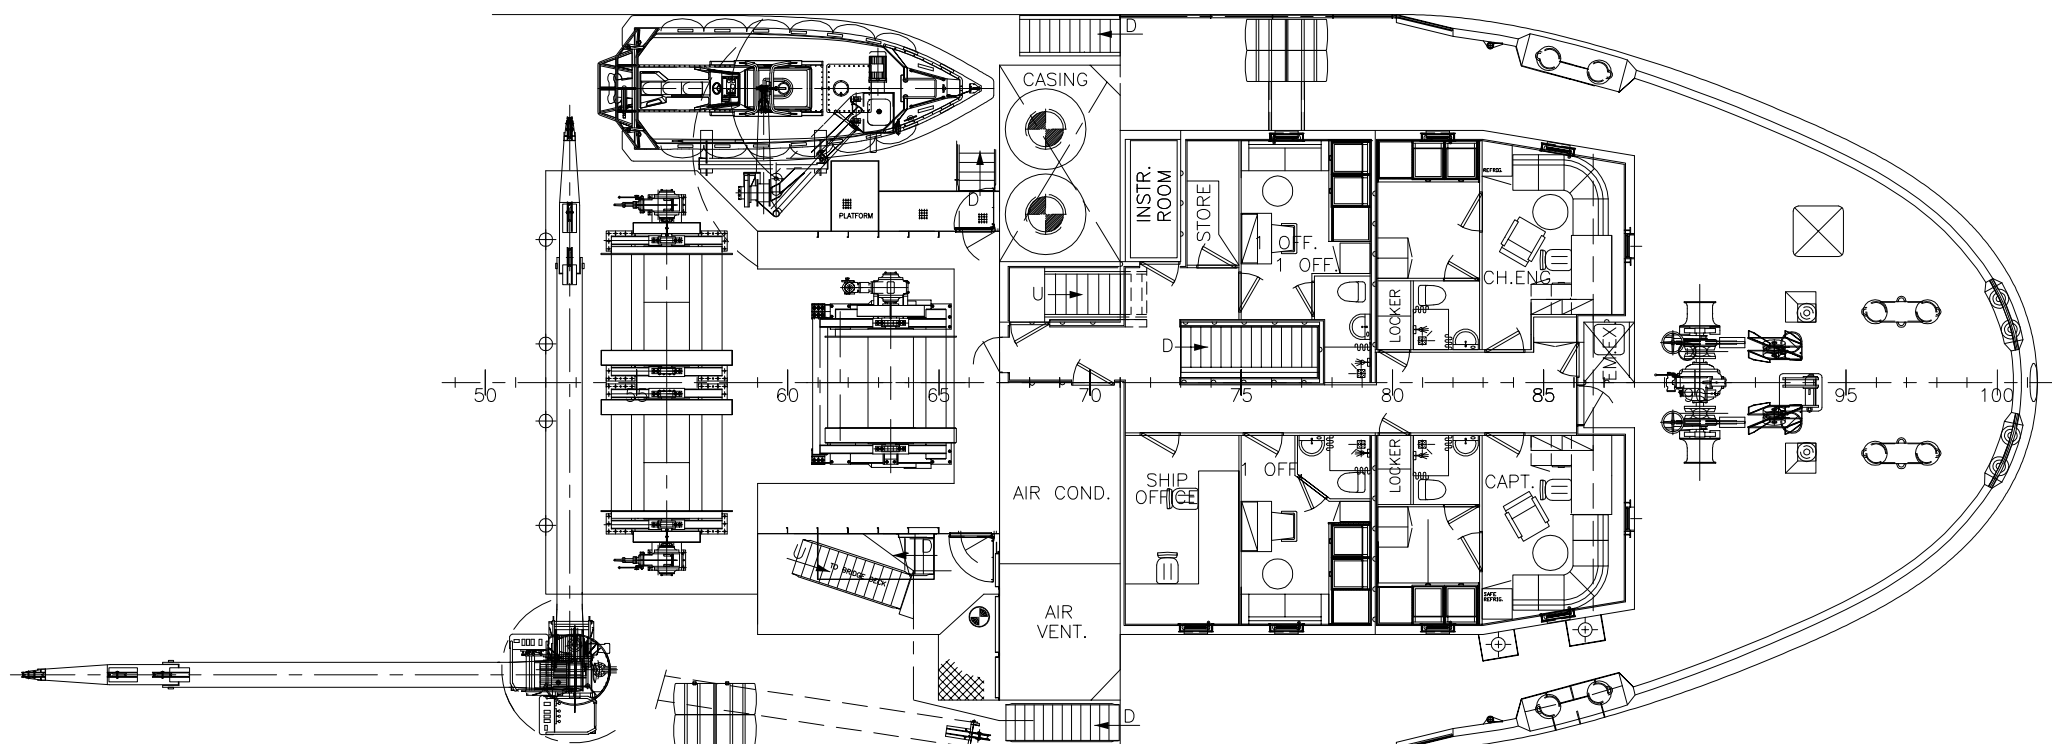 D
CASING
INSTR.
ROOM
STORE
PLATFORM
D
1 OFF.
1 OFF.
REFRIG.
CH.ENG.
U
LOCKER
D
EM.EX.
50
55
60
65
70
75
80
85
90
95
100
AIR COND.
SHIP
OFFICE
1 OFF.
LOCKER
CAPT.
U
D
TO BRIDGE DECK
SAFE
REFRIG.
AIR
VENT.
D